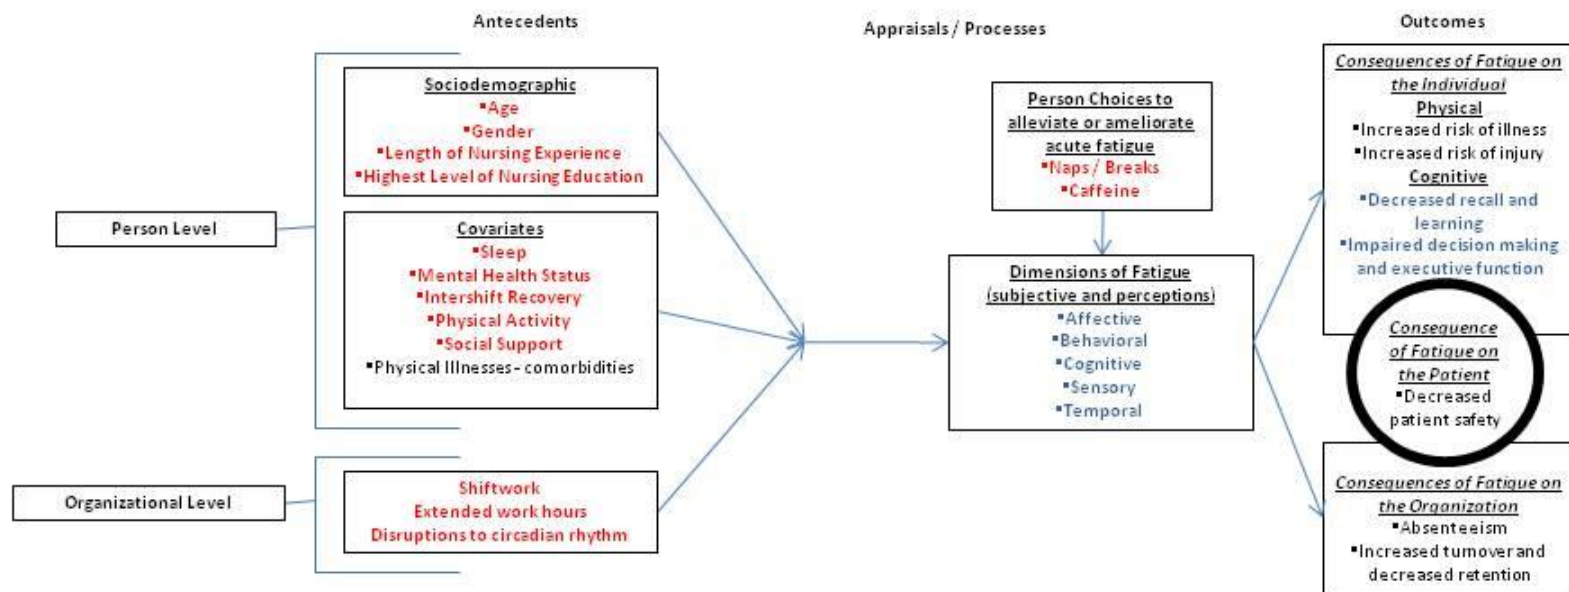 Antecedents
Appraisals / Processes
Outcomes
Person Level
Sociodemographic
▪Age
▪Gender
▪Length of Nursing Experience
▪Highest Level of Nursing Education
Covariates
▪Sleep
▪Mental Health Status
▪Intershift Recovery
▪Physical Activity
▪Social Support
▪Physical Illnesses - comorbidities
Organizational Level
Shiftwork
Extended work hours
Disruptions to circadian rhythm
Person Choices to
alleviate or ameliorate
acute fatigue
▪Naps / Breaks
▪Caffeine
Dimensions of Fatigue
(subjective and perceptions)
▪Affective
▪Behavioral
▪Cognitive
▪Sensory
▪Temporal
Consequences of Fatigue on
the Individual
Physical
▪Increased risk of illness
▪Increased risk of injury
Cognitive
▪Decreased recall and
learning
▪Impaired decision making
and executive function
Consequence
of Fatigue on
the Patient
▪Decreased
patient safety
Consequences of Fatigue on
the Organization
▪Absenteeism
▪Increased turnover and
decreased retention